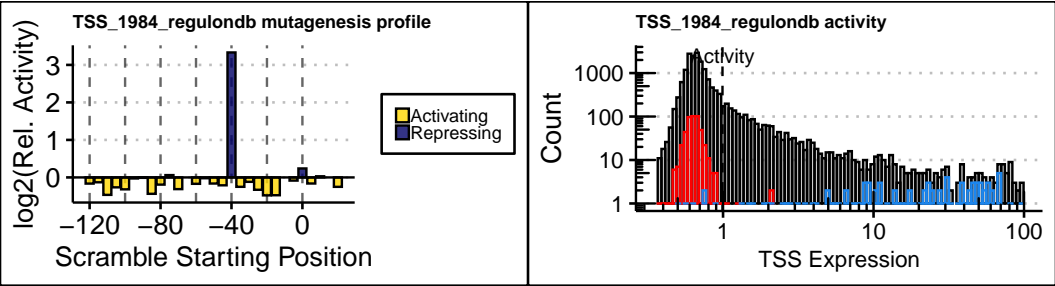 TSS_1984_regulondb mutagenesis profile
log2(Rel. Activity)
3
2
1
0
−120
−80
−40
0
Scramble Starting Position
Activating
Repressing
TSS_1984_regulondb activity
Activity
Count
1000
100
10
1
1
10
100
TSS Expression